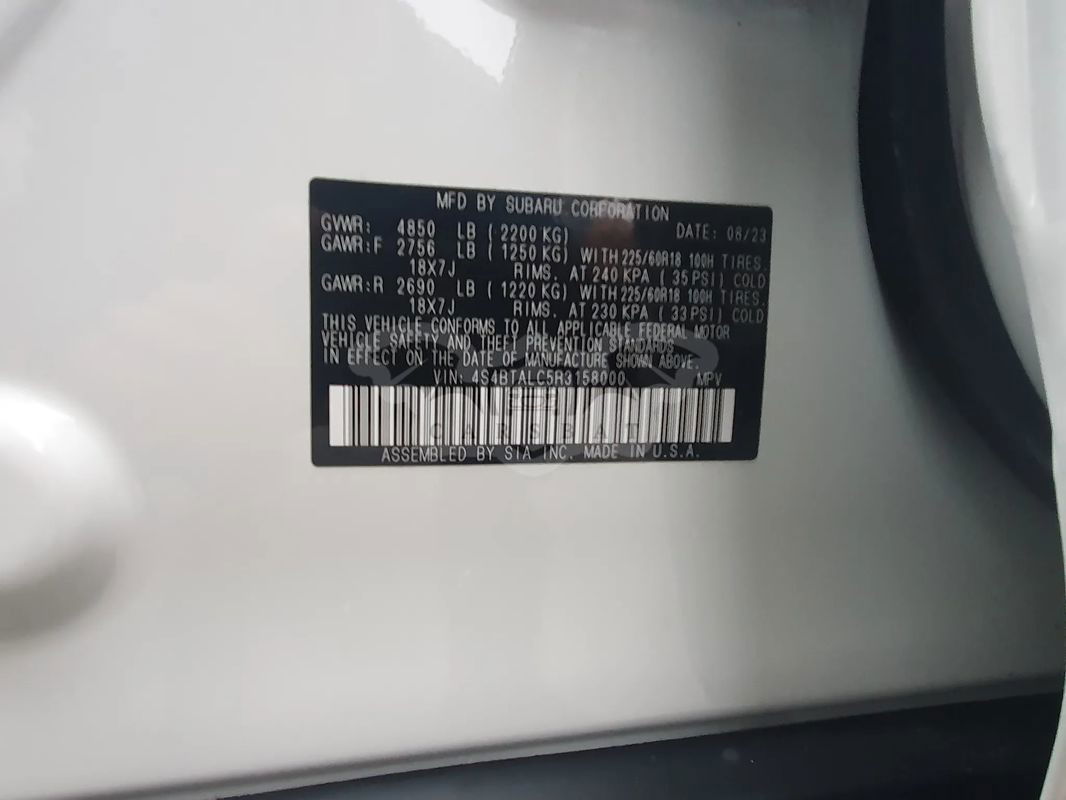 MFD BY SUBARU CORPORATION
GVWR: 4850 LB (2200 KG) DATE: 08/23
GAWR:F 2756 LB (1250 KG) WITH 225/60R18 100H TIRES.
18X7J RIMS. AT 240 KPA (35 PSI) COLD
GAWR:R 2690 LB (1220 KG) WITH 225/60R18 100H TIRES.
18X7J RIMS. AT 230 KPA (33 PSI) COLD
THIS VEHICLE CONFORMS TO ALL APPLICABLE FEDERAL MOTOR
VEHICLE SAFETY AND THEFT PREVENTION STANDARDS
IN EFFECT ON THE DATE OF MANUFACTURE SHOWN ABOVE.
VIN: 4S4BTALC5R3158000 MPV
CARSBAT
ASSEMBLED BY SIA INC. MADE IN U.S.A.